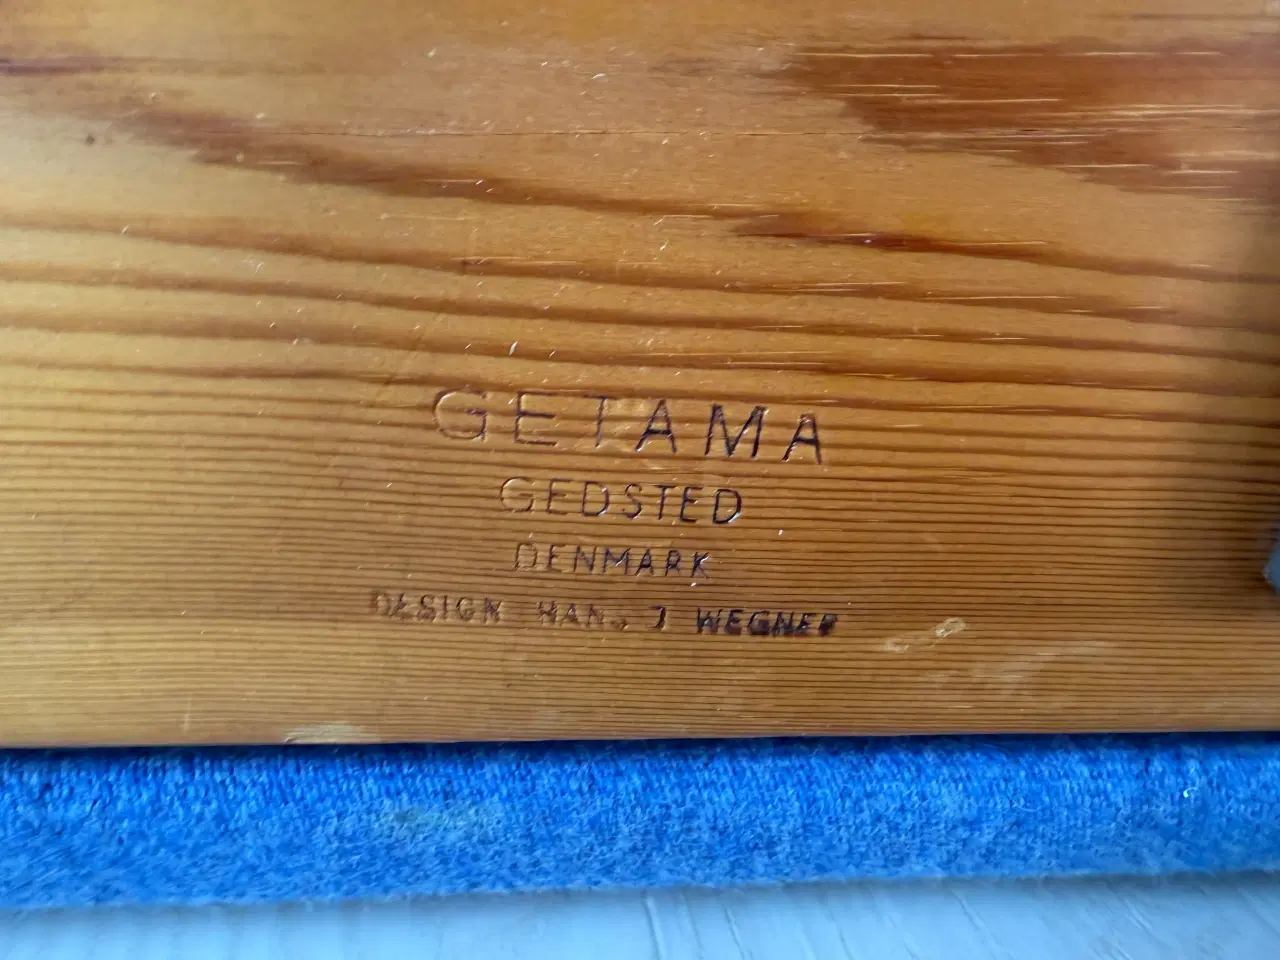 GETAMA
GEDSTED
DENMARK
DESIGN HANS J WEGNER